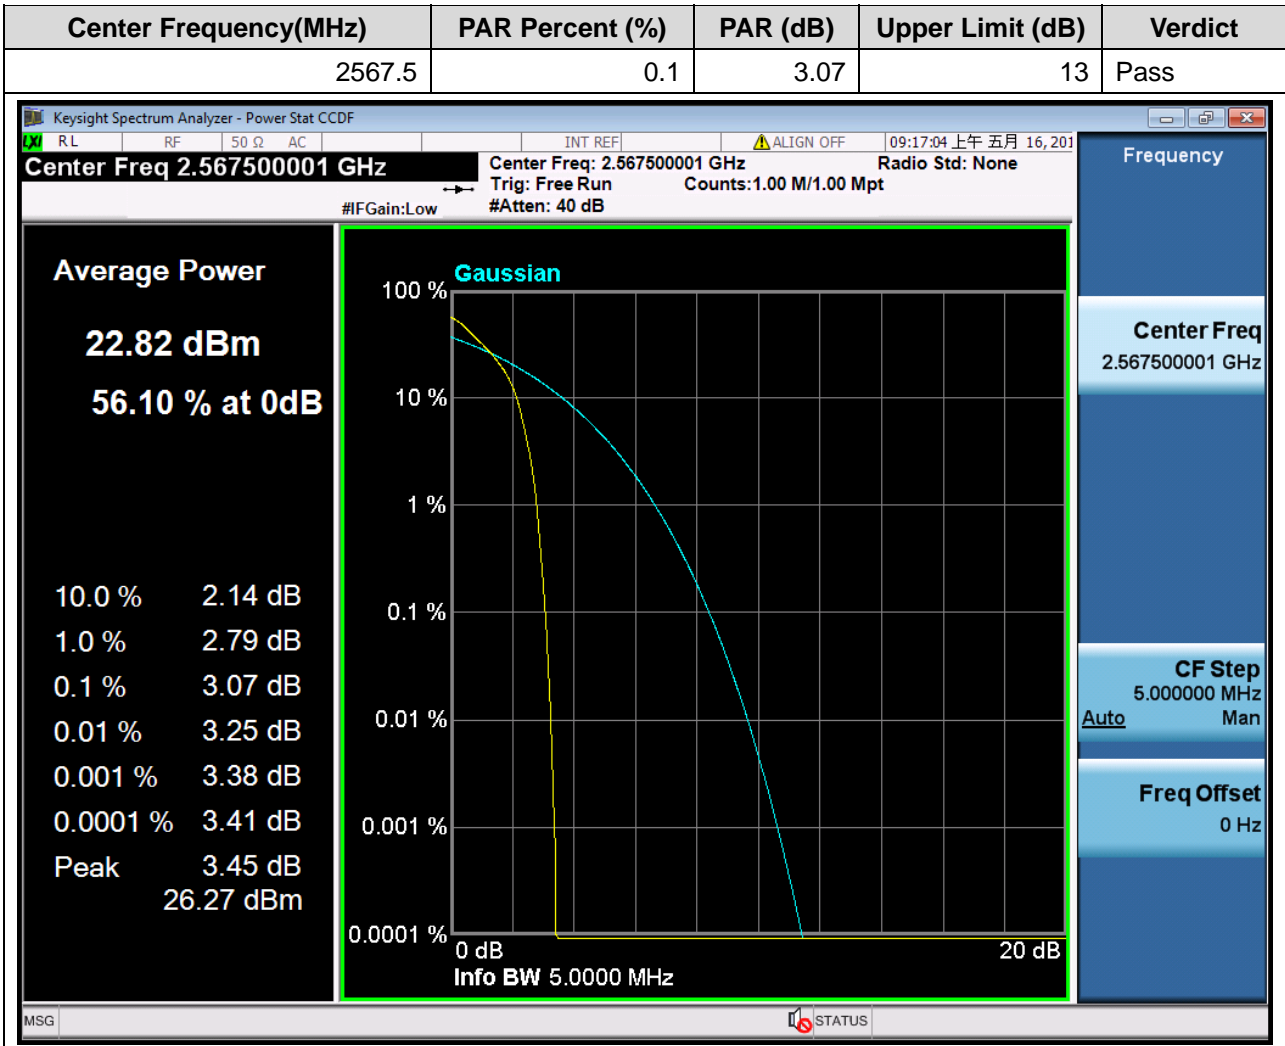 Center Frequency(MHz) PAR Percent (%) PAR (dB) Upper Limit (dB) Verdict
2567.5 0.1 3.07 13 Pass
Keysight Spectrum Analyzer - Power Stat CCDF
LXI RL RF 50 Ω AC INT REF ALIGN OFF 09:17:04 上午 五月 16, 201
Center Freq 2.567500001 GHz
#IFGain:Low
Center Freq: 2.567500001 GHz Radio Std: None
Trig: Free Run Counts:1.00 M/1.00 Mpt
#Atten: 40 dB
Average Power
22.82 dBm
56.10 % at 0dB
10.0 % 2.14 dB
1.0 % 2.79 dB
0.1 % 3.07 dB
0.01 % 3.25 dB
0.001 % 3.38 dB
0.0001 % 3.41 dB
Peak 3.45 dB
26.27 dBm
Gaussian
100 %
10 %
1 %
0.1 %
0.01 %
0.001 %
0.0001 %
0 dB 20 dB
Info BW 5.0000 MHz
Frequency
Center Freq
2.567500001 GHz
CF Step
5.000000 MHz
Auto Man
Freq Offset
0 Hz
MSG STATUS